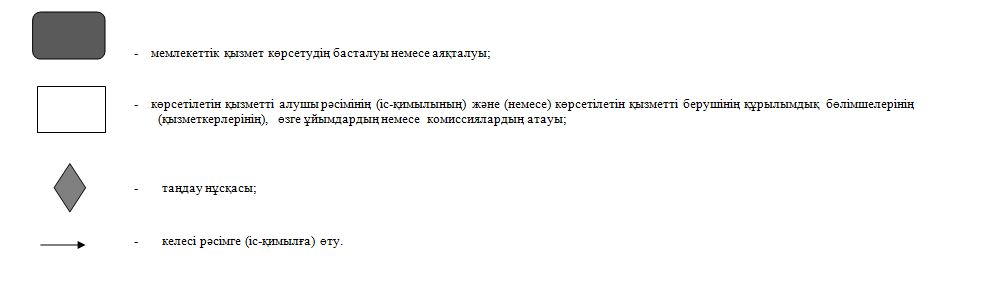 - мемлекеттік қызмет көрсетудің басталуы немесе аяқталуы;
- көрсетілетін қызметті алушы рәсімінің (іс-қимылының) және (немесе) көрсетілетін қызметті берушінің құрылымдық бөлімшелерінің
(қызметкерлерінің), өзге ұйымдардың немесе комиссиялардың атауы;
- таңдау нұсқасы;
- келесі рәсімге (іс-қимылға) өту.